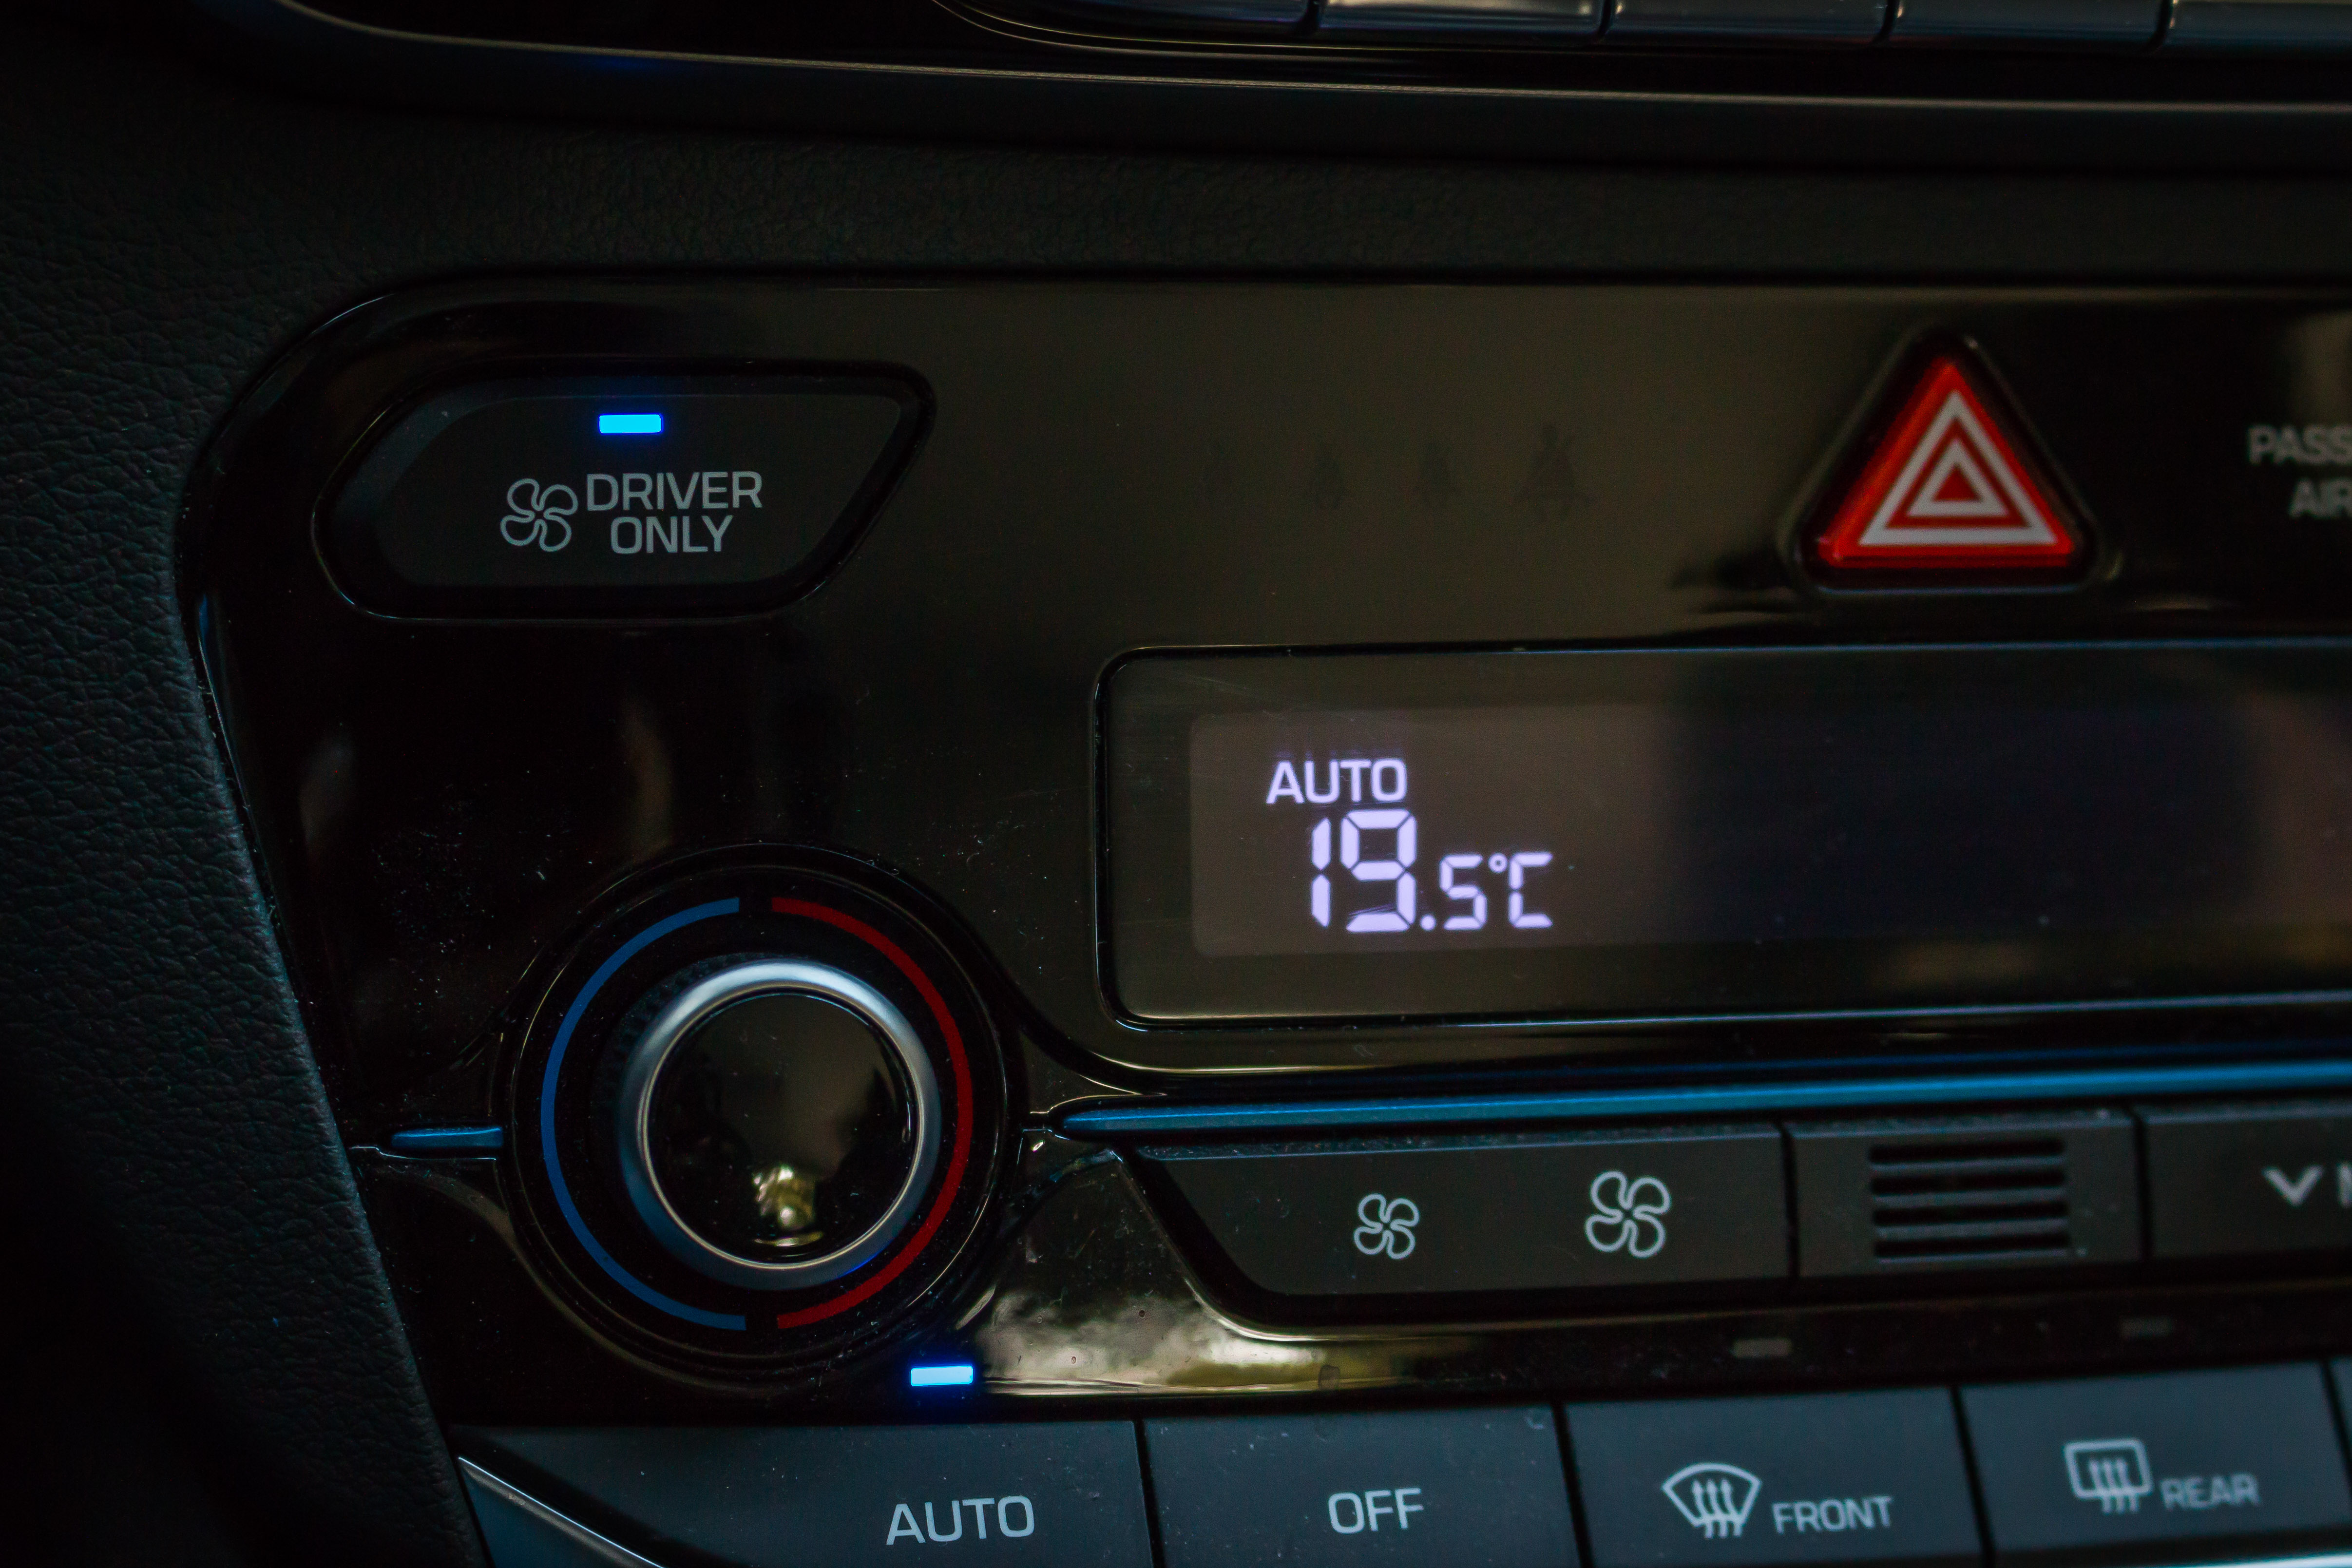 DRIVER
ONLY
AUTO
19.5°C
AUTO
OFF
FRONT
REAR